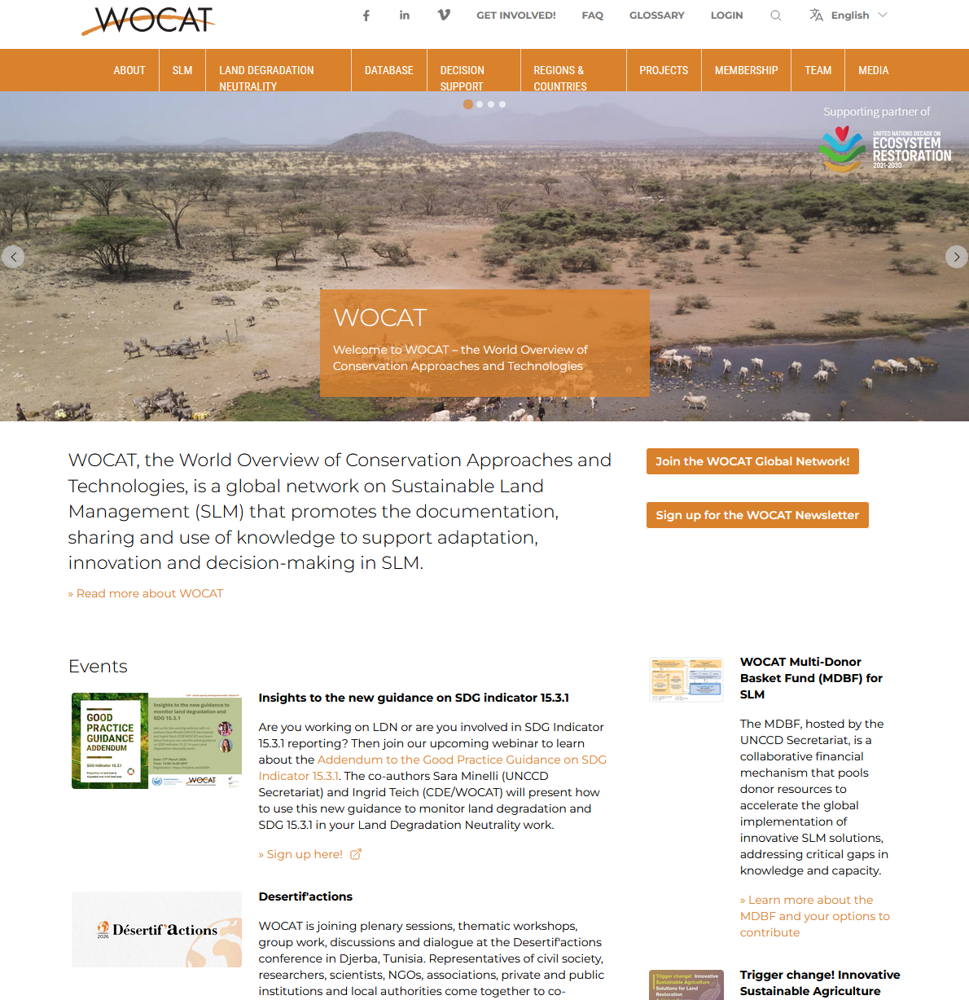 WOCAT
GET INVOLVED!
FAQ
GLOSSARY
LOGIN
English
ABOUT
SLM
LAND DEGRADATION
NEUTRALITY
DATABASE
DECISION
SUPPORT
REGIONS &
COUNTRIES
PROJECTS
MEMBERSHIP
TEAM
MEDIA
Supporting partner of
UNITED NATIONS DECADE ON
ECOSYSTEM
RESTORATION
2021-2030
WOCAT
Welcome to WOCAT – the World Overview of
Conservation Approaches and Technologies
WOCAT, the World Overview of Conservation Approaches and
Technologies, is a global network on Sustainable Land
Management (SLM) that promotes the documentation,
sharing and use of knowledge to support adaptation,
innovation and decision-making in SLM.
» Read more about WOCAT
Join the WOCAT Global Network!
Sign up for the WOCAT Newsletter
Events
GOOD
PRACTICE
GUIDANCE
ADDENDUM
SDG Indicator 15.3.1
Insights to the new guidance to
monitor land degradation and
SDG 15.3.1
WOCAT
Insights to the new guidance on SDG indicator 15.3.1
Are you working on LDN or are you involved in SDG Indicator
15.3.1 reporting? Then join our upcoming webinar to learn
about the Addendum to the Good Practice Guidance on SDG
Indicator 15.3.1. The co-authors Sara Minelli (UNCCD
Secretariat) and Ingrid Teich (CDE/WOCAT) will present how
to use this new guidance to monitor land degradation and
SDG 15.3.1 in your Land Degradation Neutrality work.
» Sign up here!
2026
Désertif'actions
Desertif'actions
WOCAT is joining plenary sessions, thematic workshops,
group work, discussions and dialogue at the Desertif'actions
conference in Djerba, Tunisia. Representatives of civil society,
researchers, scientists, NGOs, associations, private and public
institutions and local authorities come together to co-
WOCAT Multi-Donor
Basket Fund (MDBF) for
SLM
The MDBF, hosted by the
UNCCD Secretariat, is a
collaborative financial
mechanism that pools
donor resources to
accelerate the global
implementation of
innovative SLM solutions,
addressing critical gaps in
knowledge and capacity.
» Learn more about the
MDBF and your options to
contribute
Trigger change! Innovative
Sustainable Agriculture
Solutions for Land
Restoration
Trigger change! Innovative
Sustainable Agriculture